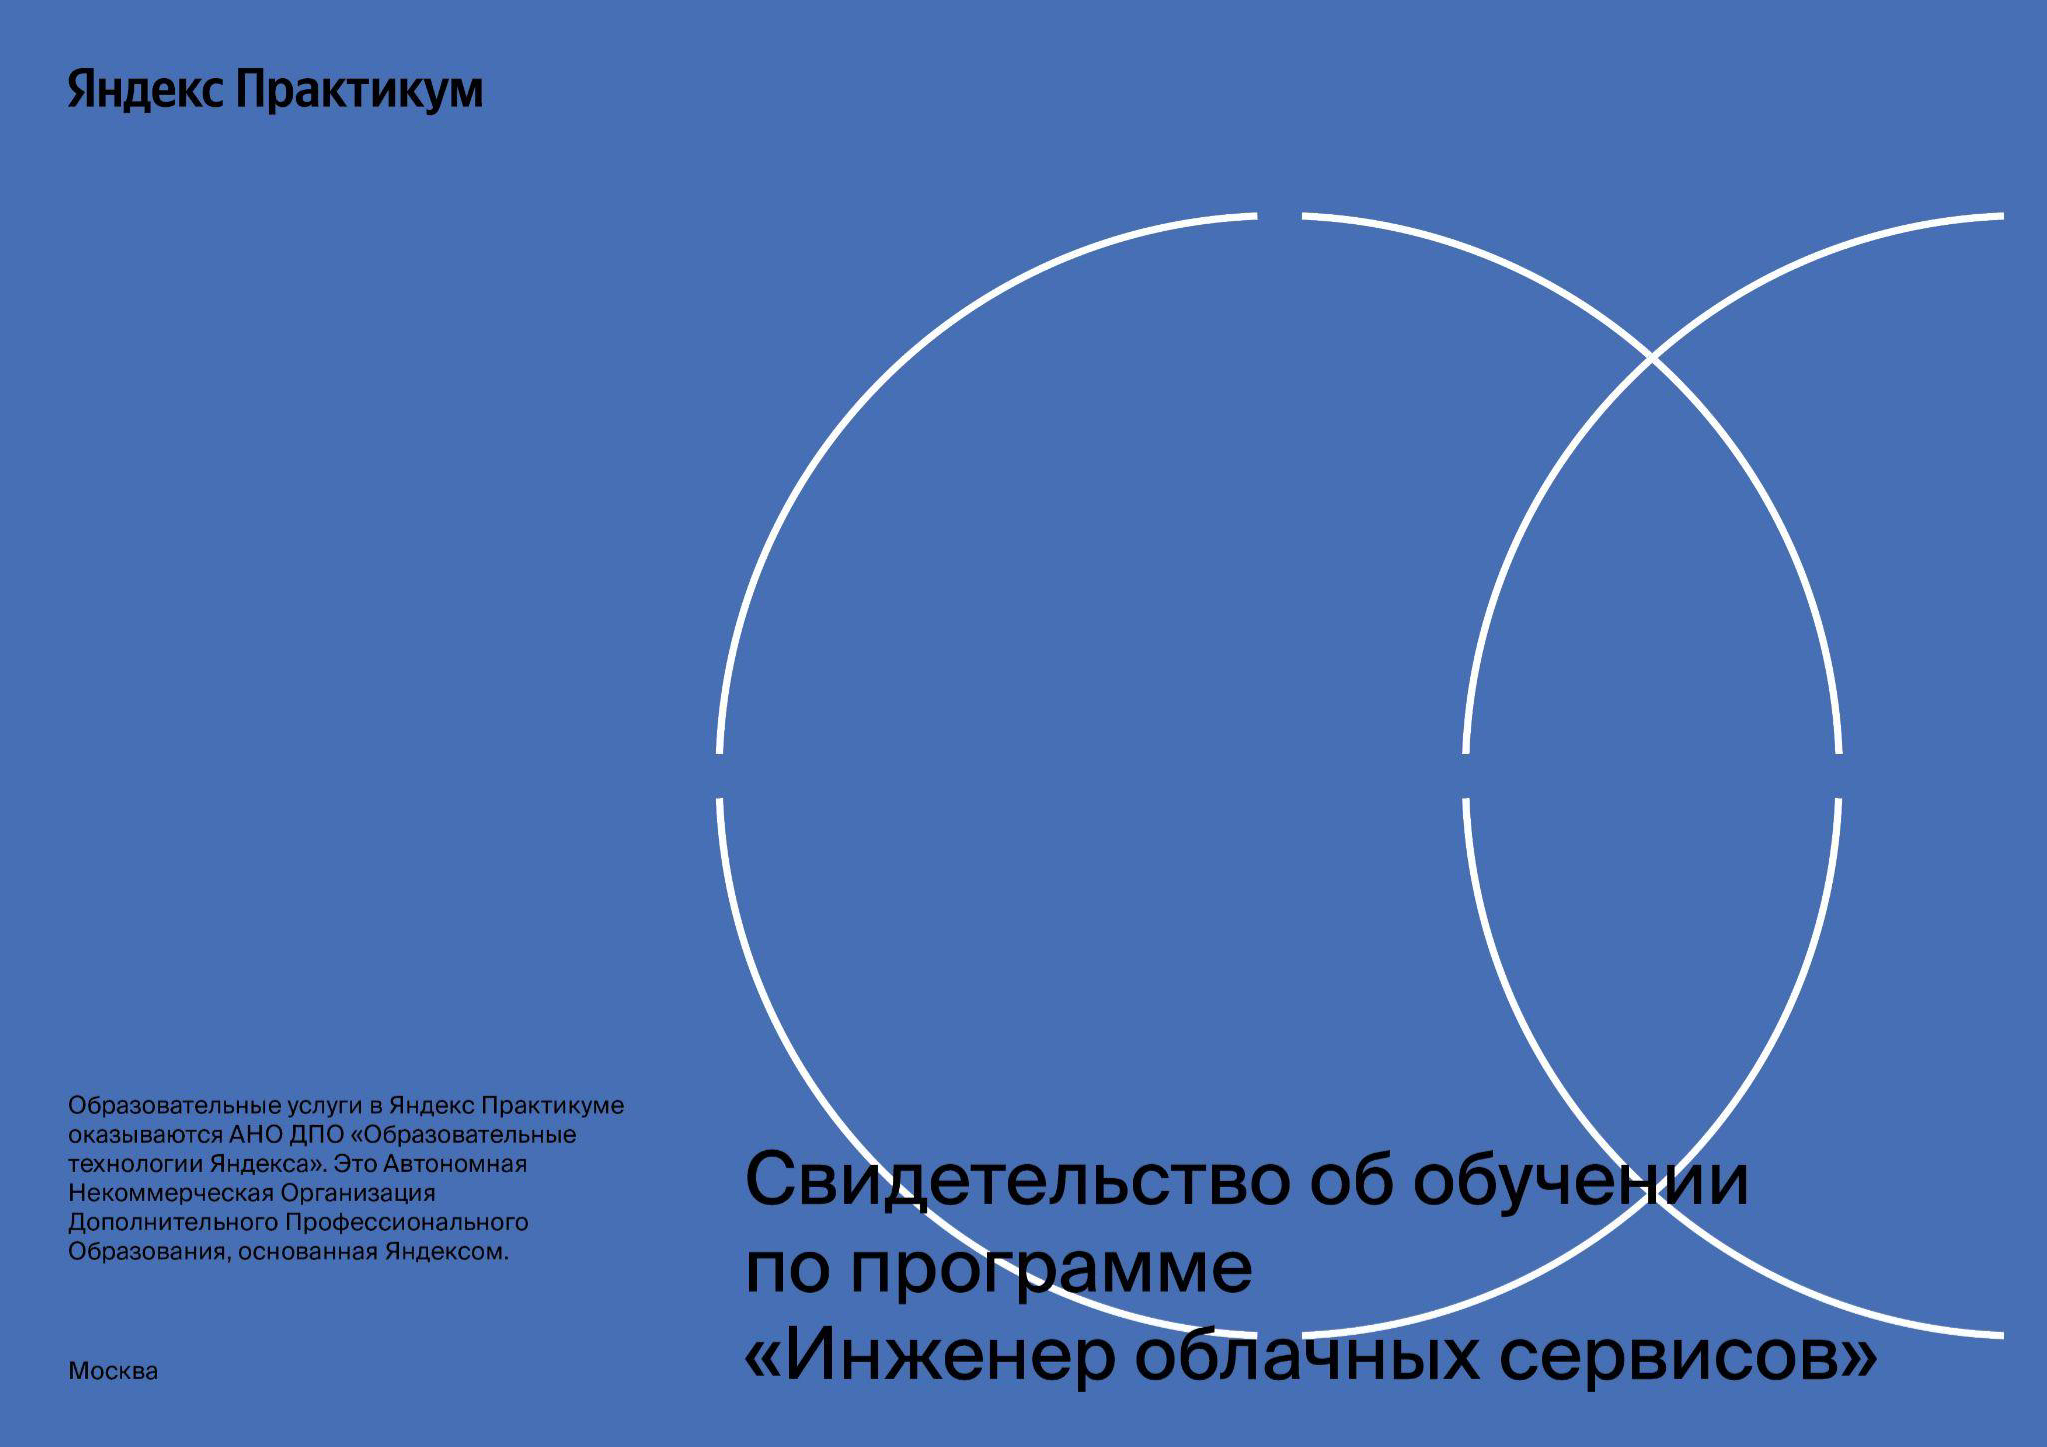 Яндекс Практикум
Образовательные услуги в Яндекс Практикуме
оказываются АНО ДПО «Образовательные
технологии Яндекса». Это Автономная
Некоммерческая Организация
Дополнительного Профессионального
Образования, основанная Яндексом.
Москва
Свидетельство об обучении
по программе
«Инженер облачных сервисов»